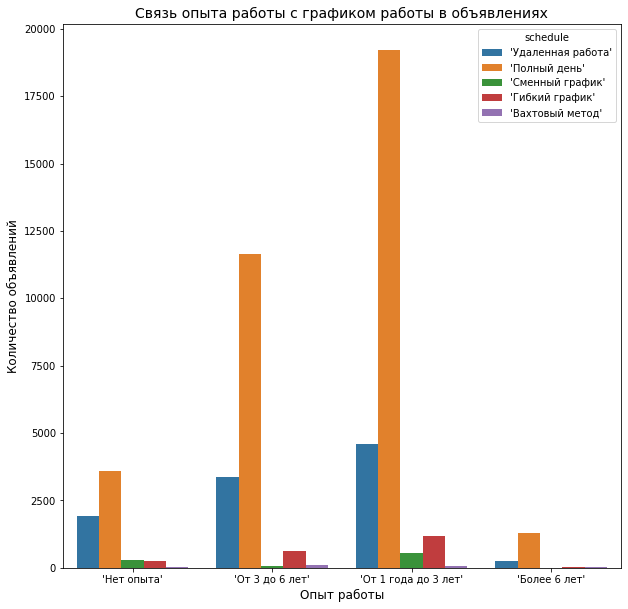 Связь опыта работы с графиком работы в объявлениях
schedule
'Удаленная работа'
'Полный день'
'Сменный график'
'Гибкий график'
'Вахтовый метод'
Количество объявлений
20000
17500
15000
12500
10000
7500
5000
2500
0
'Нет опыта' 'От 3 до 6 лет' 'От 1 года до 3 лет' 'Более 6 лет'
Опыт работы